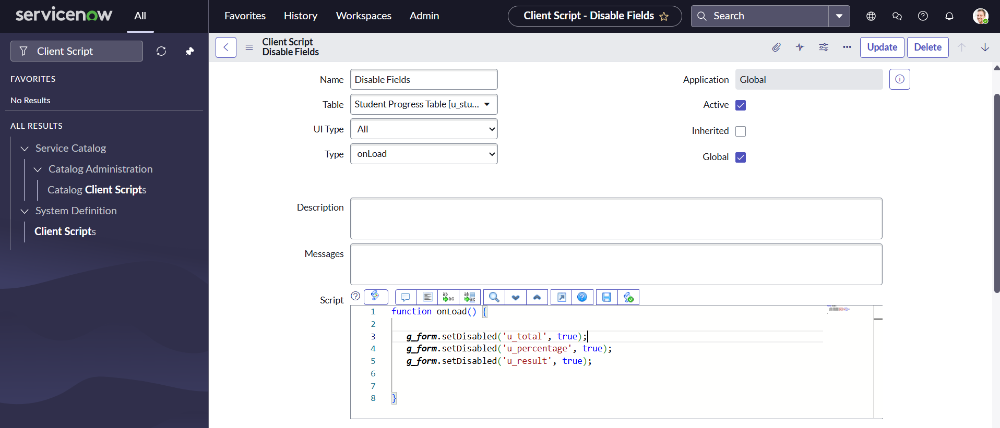 servicenow
All
Favorites
History
Workspaces
Admin
Client Script - Disable Fields
Search
Client Script
FAVORITES
No Results
ALL RESULTS
Service Catalog
Catalog Administration
Catalog Client Scripts
System Definition
Client Scripts
Client Script
Disable Fields
Update
Delete
Name
Disable Fields
Application
Global
Table
Student Progress Table [u_stu...
Active
UI Type
All
Inherited
Type
onLoad
Global
Description
Messages
Script
1 function onLoad() {
2
3 g_form.setDisabled('u_total', true);
4 g_form.setDisabled('u_percentage', true);
5 g_form.setDisabled('u_result', true);
6
7
8 }